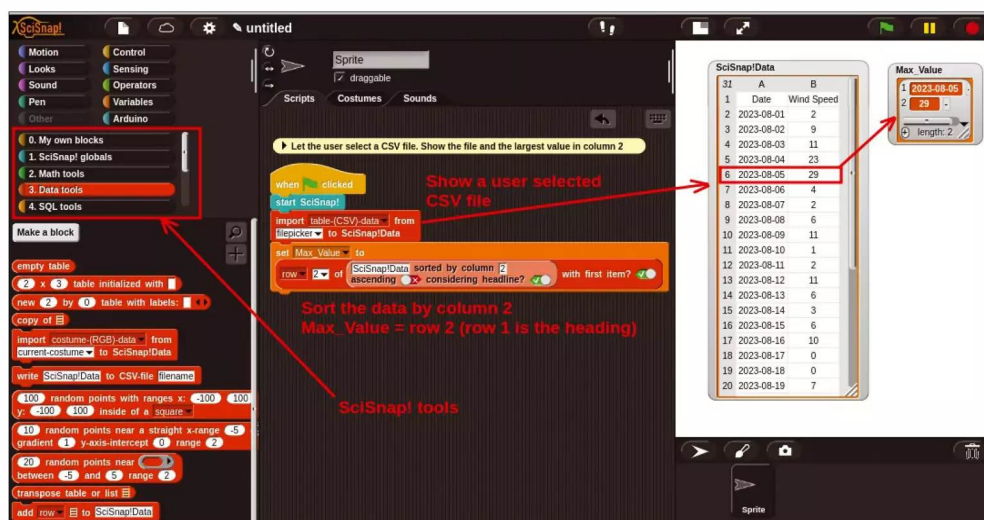 SciSnap!
untitled
Motion
Control
Looks
Sensing
Sound
Operators
Pen
Variables
Other
Arduino
0. My own blocks
1. SciSnap! globals
2. Math tools
3. Data tools
4. SQL tools
Make a block
empty table
2 x 3 table initialized with
new 2 by 0 table with labels:
copy of
import costume-(RGB)-data from
current-costume to SciSnap!Data
write SciSnap!Data to CSV-file filename
100 random points with ranges x: -100 100
y: -100 100 inside of a square
10 random points near a straight x-range -5
gradient 1 y-axis-intercept 0 range 2
20 random points near
between -5 and 5 range 2
transpose table or list
add row to SciSnap!Data
Sprite
draggable
Scripts
Costumes
Sounds
Let the user select a CSV file. Show the file and the largest value in column 2
when clicked
start SciSnap!
import table-(CSV)-data from
filepicker to SciSnap!Data
set Max_Value to
row 2 of SciSnap!Data sorted by column 2
ascending considering headline?
with first item?
Show a user selected
CSV file
Sort the data by column 2
Max_Value = row 2 (row 1 is the heading)
SciSnap! tools
SciSnap!Data
31 A B
1 Date Wind Speed
2 2023-08-01 2
3 2023-08-02 9
4 2023-08-03 11
5 2023-08-04 23
6 2023-08-05 29
7 2023-08-06 4
8 2023-08-07 2
9 2023-08-08 6
10 2023-08-09 11
11 2023-08-10 1
12 2023-08-11 2
13 2023-08-12 11
14 2023-08-13 6
15 2023-08-14 3
16 2023-08-15 6
17 2023-08-16 10
18 2023-08-17 0
19 2023-08-18 0
20 2023-08-19 7
Max_Value
1 2023-08-05
2 29
length: 2
Sprite